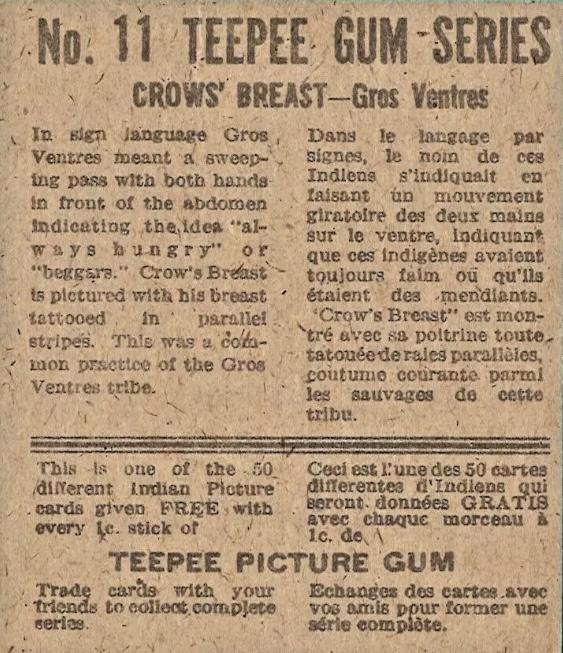 No. 11 TEEPEE GUM SERIES
CROWS' BREAST—Gros Ventres
In sign language Gros
Ventres meant a sweep-
ing pass with both hands
in front of the abdomen
indicating the idea "al-
ways hungry" or
"beggars." Crow's Breast
is pictured with his breast
tattooed in parallel
stripes. This was a com-
mon practice of the Gros
Ventres tribe.
Dans le langage par
signes, le nom de ces
Indiens s'indiquait en
faisant un mouvement
giratoire des deux mains
sur le ventre, indiquant
que ces indigènes avaient
toujours faim ou qu'ils
étaient des mendiants.
'Crow's Breast" est mon-
tré avec sa poitrine toute
tatouée de raies parallèles,
coutume courante parmi
les sauvages de cette
tribu.
This is one of the 50
different Indian Picture
cards given FREE with
every 1c. stick of
Ceci est l'une des 50 cartes
differentes d'Indiens qui
seront données GRATIS
avec chaque morceau à
1c. de
TEEPEE PICTURE GUM
Trade cards with your
friends to collect complete
series.
Echanges des cartes avec
vos amis pour former une
série complète.